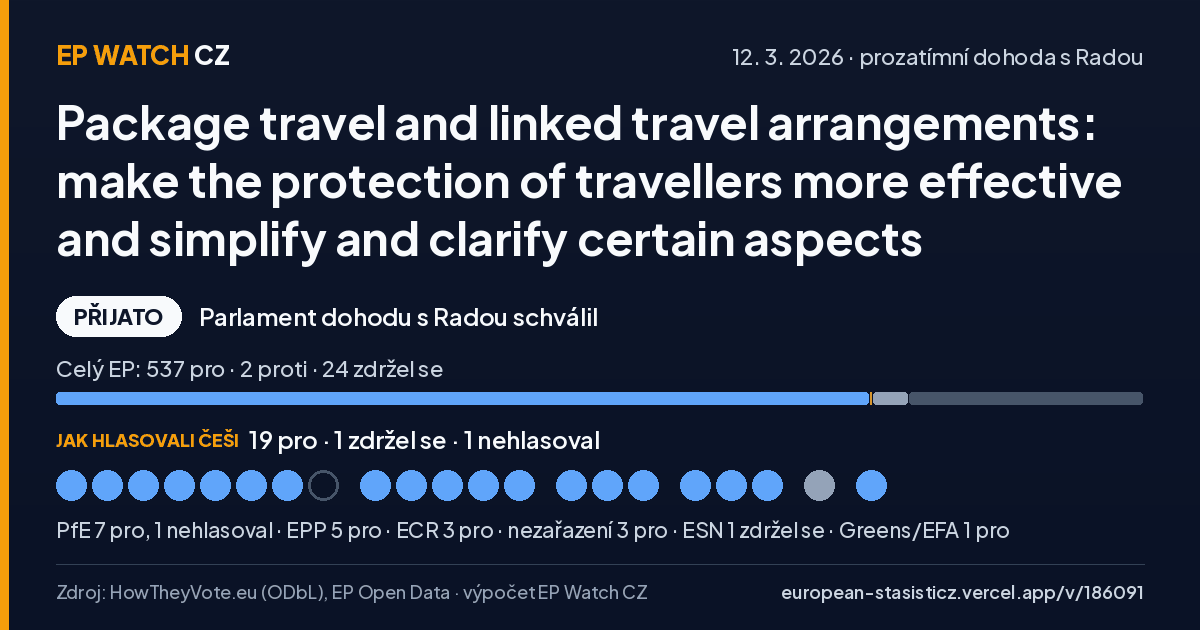 EP WATCH CZ
12. 3. 2026 · prozatímní dohoda s Radou
Package travel and linked travel arrangements:
make the protection of travellers more effective
and simplify and clarify certain aspects
PŘIJATO
Parlament dohodu s Radou schválil
Celý EP: 537 pro · 2 proti · 24 zdržel se
JAK HLASOVALI ČEŠI 19 pro · 1 zdržel se · 1 nehlasoval
PfE 7 pro, 1 nehlasoval · EPP 5 pro · ECR 3 pro · nezařazení 3 pro · ESN 1 zdržel se · Greens/EFA 1 pro
Zdroj: HowTheyVote.eu (ODbL), EP Open Data · výpočet EP Watch CZ
european-stasisticz.vercel.app/v/186091